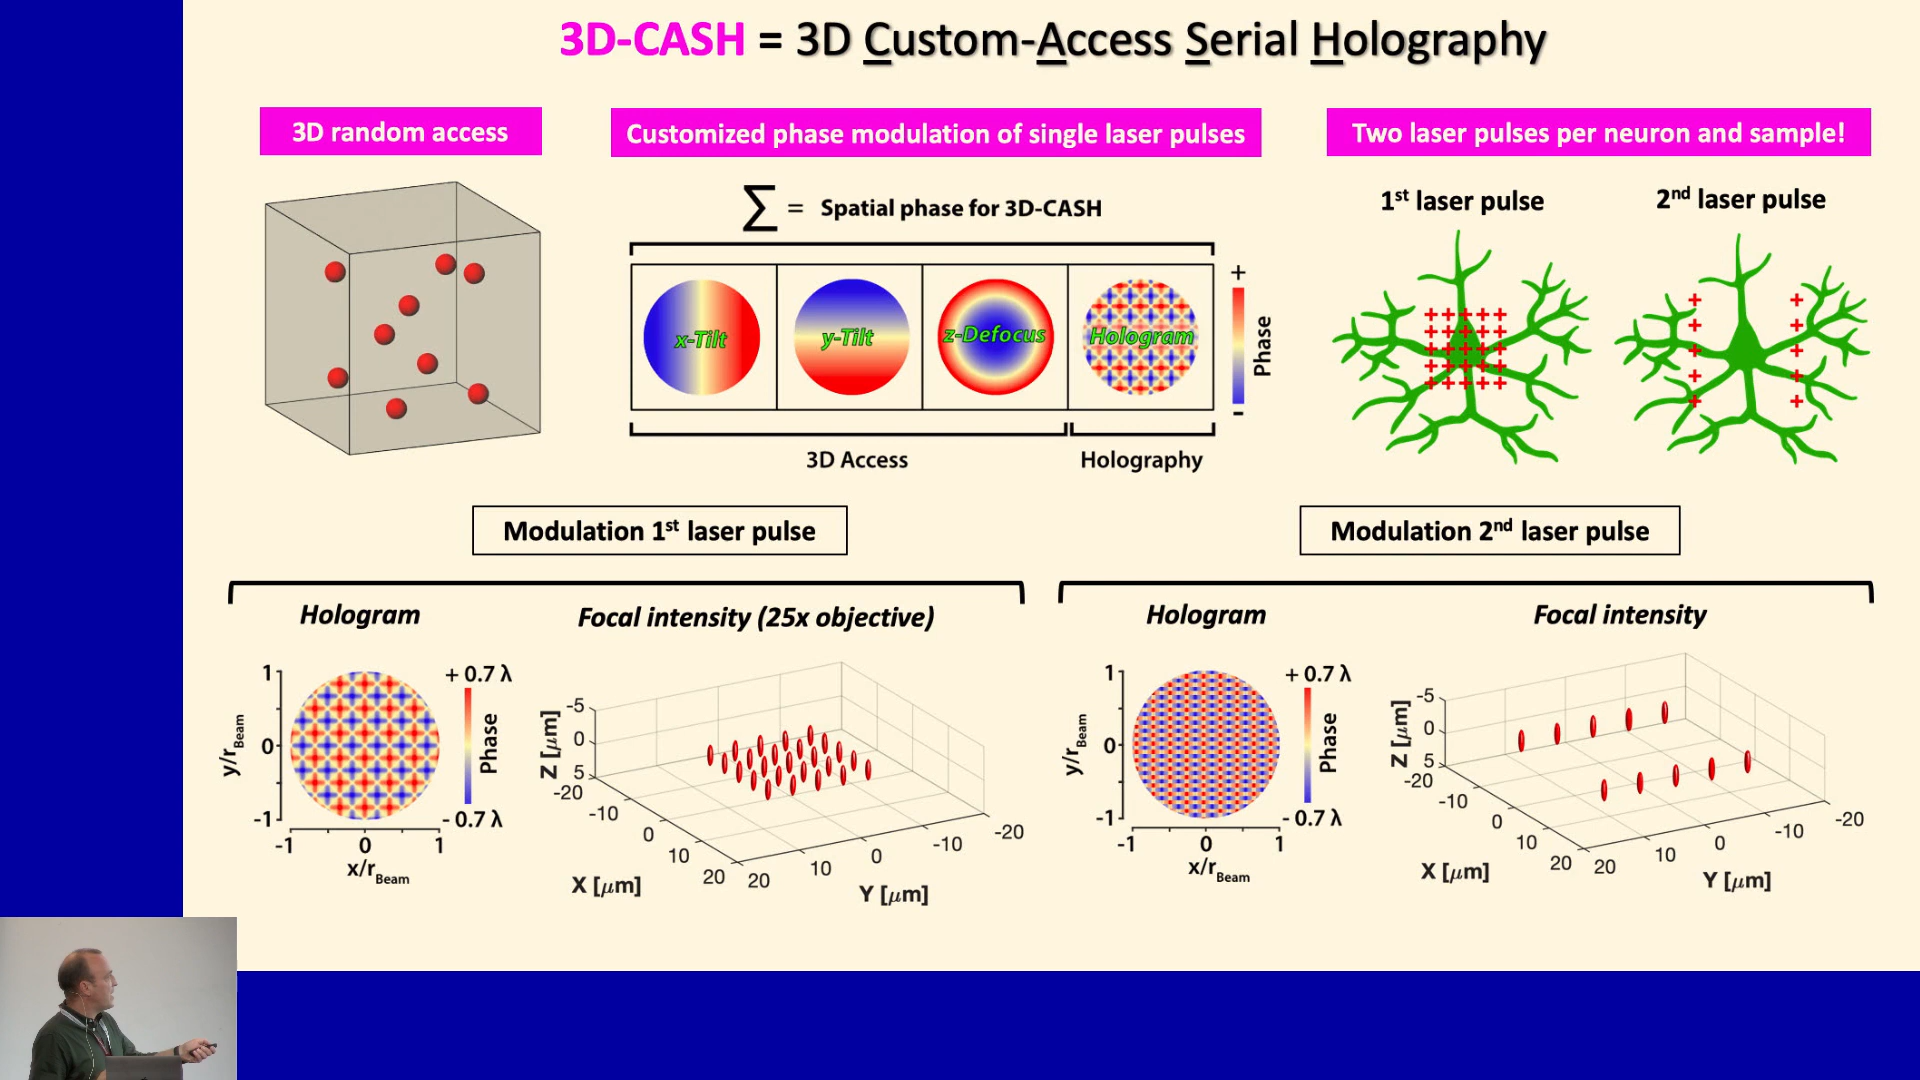 3D-CASH = 3D Custom-Access Serial Holography
3D random access
Customized phase modulation of single laser pulses
Two laser pulses per neuron and sample!
∑ = Spatial phase for 3D-CASH
x-Tilt
y-Tilt
z-Defocus
Hologram
+
Phase
-
3D Access
Holography
1st laser pulse
2nd laser pulse
Modulation 1st laser pulse
Modulation 2nd laser pulse
Hologram
Focal intensity (25x objective)
Hologram
Focal intensity
1
0
-1
y/rBeam
-1 0 1
x/rBeam
+ 0.7 λ
Phase
- 0.7 λ
Z [μm]
-5
0
5
-20
-10
0
10
20
X [μm]
20
10
0
-10
-20
Y [μm]
1
0
-1
y/rBeam
-1 0 1
x/rBeam
+ 0.7 λ
Phase
- 0.7 λ
Z [μm]
-5
0
5
-20
-10
0
10
20
X [μm]
20
10
0
-10
-20
Y [μm]